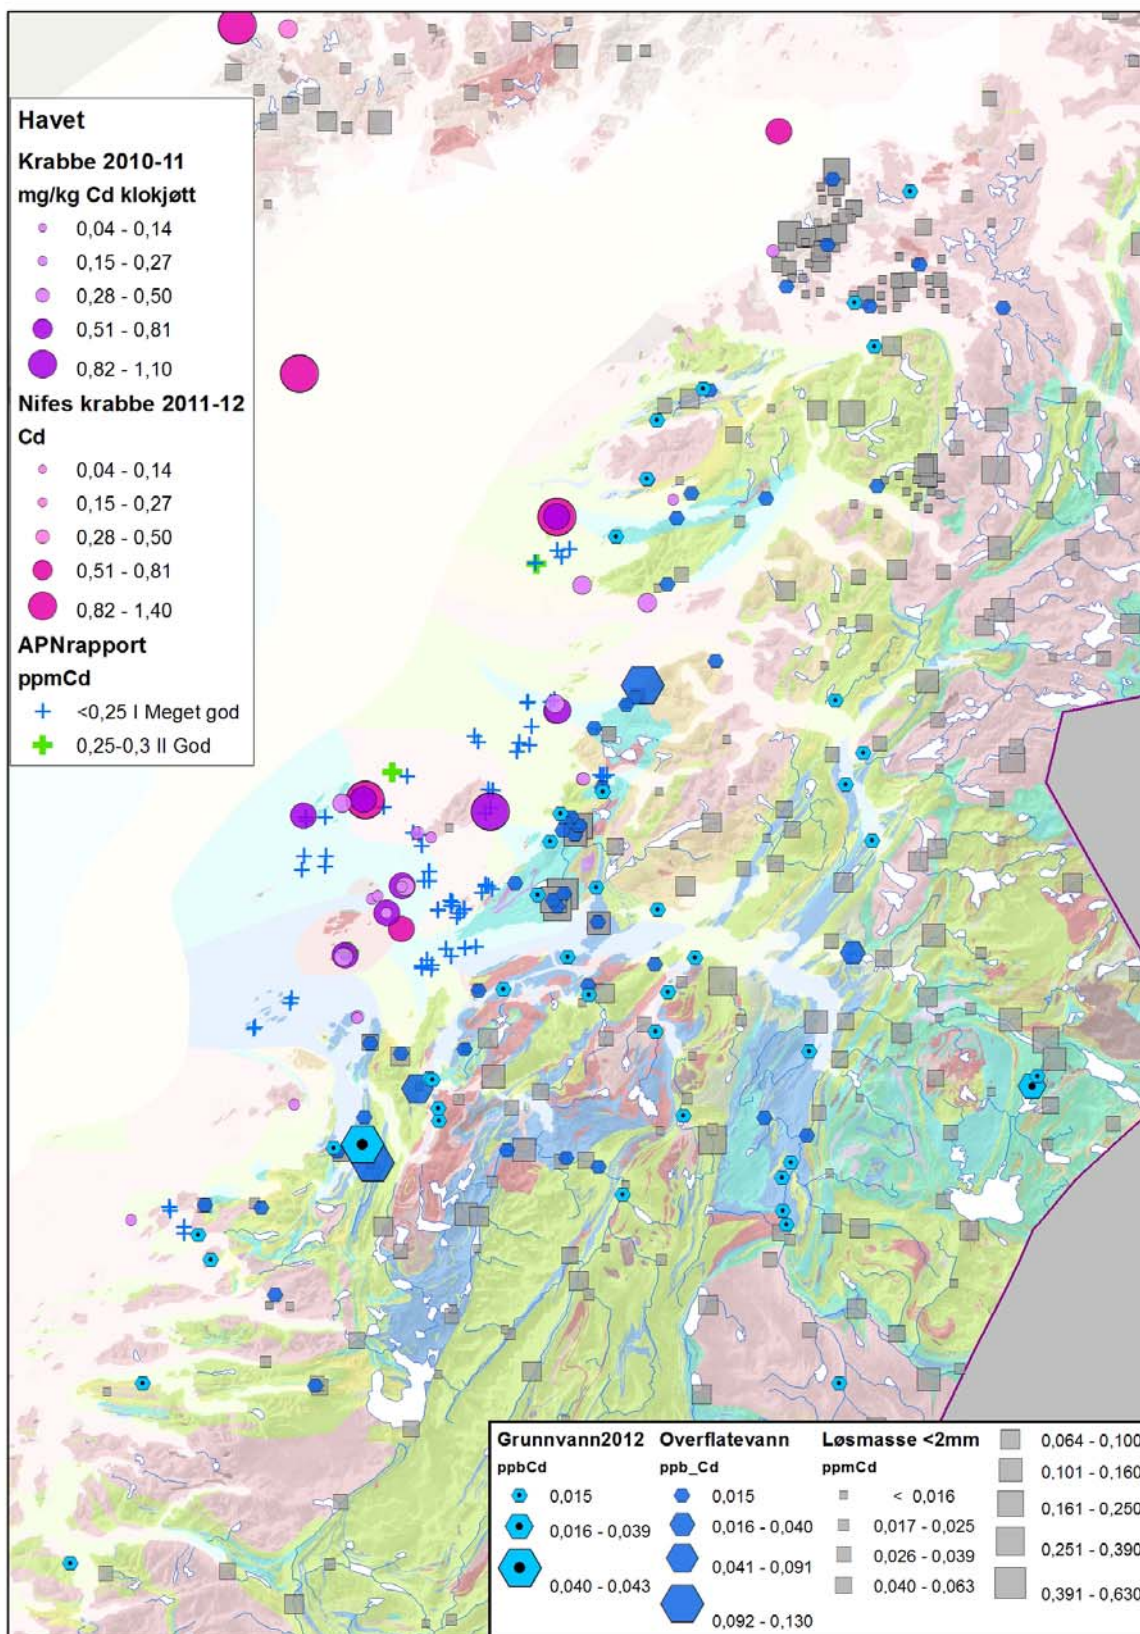 Havet
Krabbe 2010-11
mg/kg Cd klokjøtt
0,04 - 0,14
0,15 - 0,27
0,28 - 0,50
0,51 - 0,81
0,82 - 1,10
Nifes krabbe 2011-12
Cd
0,04 - 0,14
0,15 - 0,27
0,28 - 0,50
0,51 - 0,81
0,82 - 1,40
APNrapport
ppmCd
<0,25 I Meget god
0,25-0,3 II God
Grunnvann2012
ppbCd
0,015
0,016 - 0,039
0,040 - 0,043
Overflatevann
ppb_Cd
0,015
0,016 - 0,040
0,041 - 0,091
0,092 - 0,130
Løsmasse <2mm
ppmCd
< 0,016
0,017 - 0,025
0,026 - 0,039
0,040 - 0,063
0,064 - 0,100
0,101 - 0,160
0,161 - 0,250
0,251 - 0,390
0,391 - 0,630